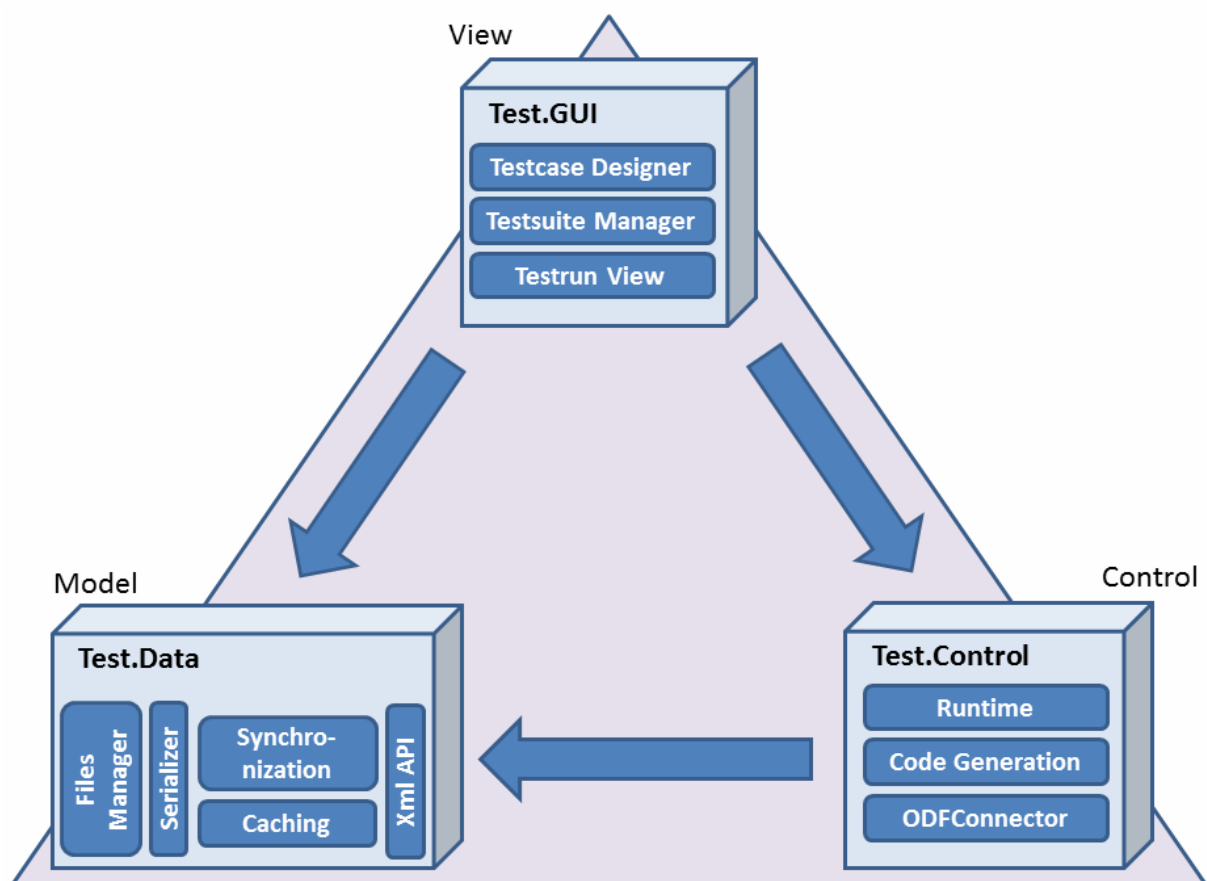 View
Test.GUI
Testcase Designer
Testsuite Manager
Testrun View
Model
Test.Data
Files
Manager
Serializer
Synchro-
nization
Caching
Xml API
Control
Test.Control
Runtime
Code Generation
ODFConnector